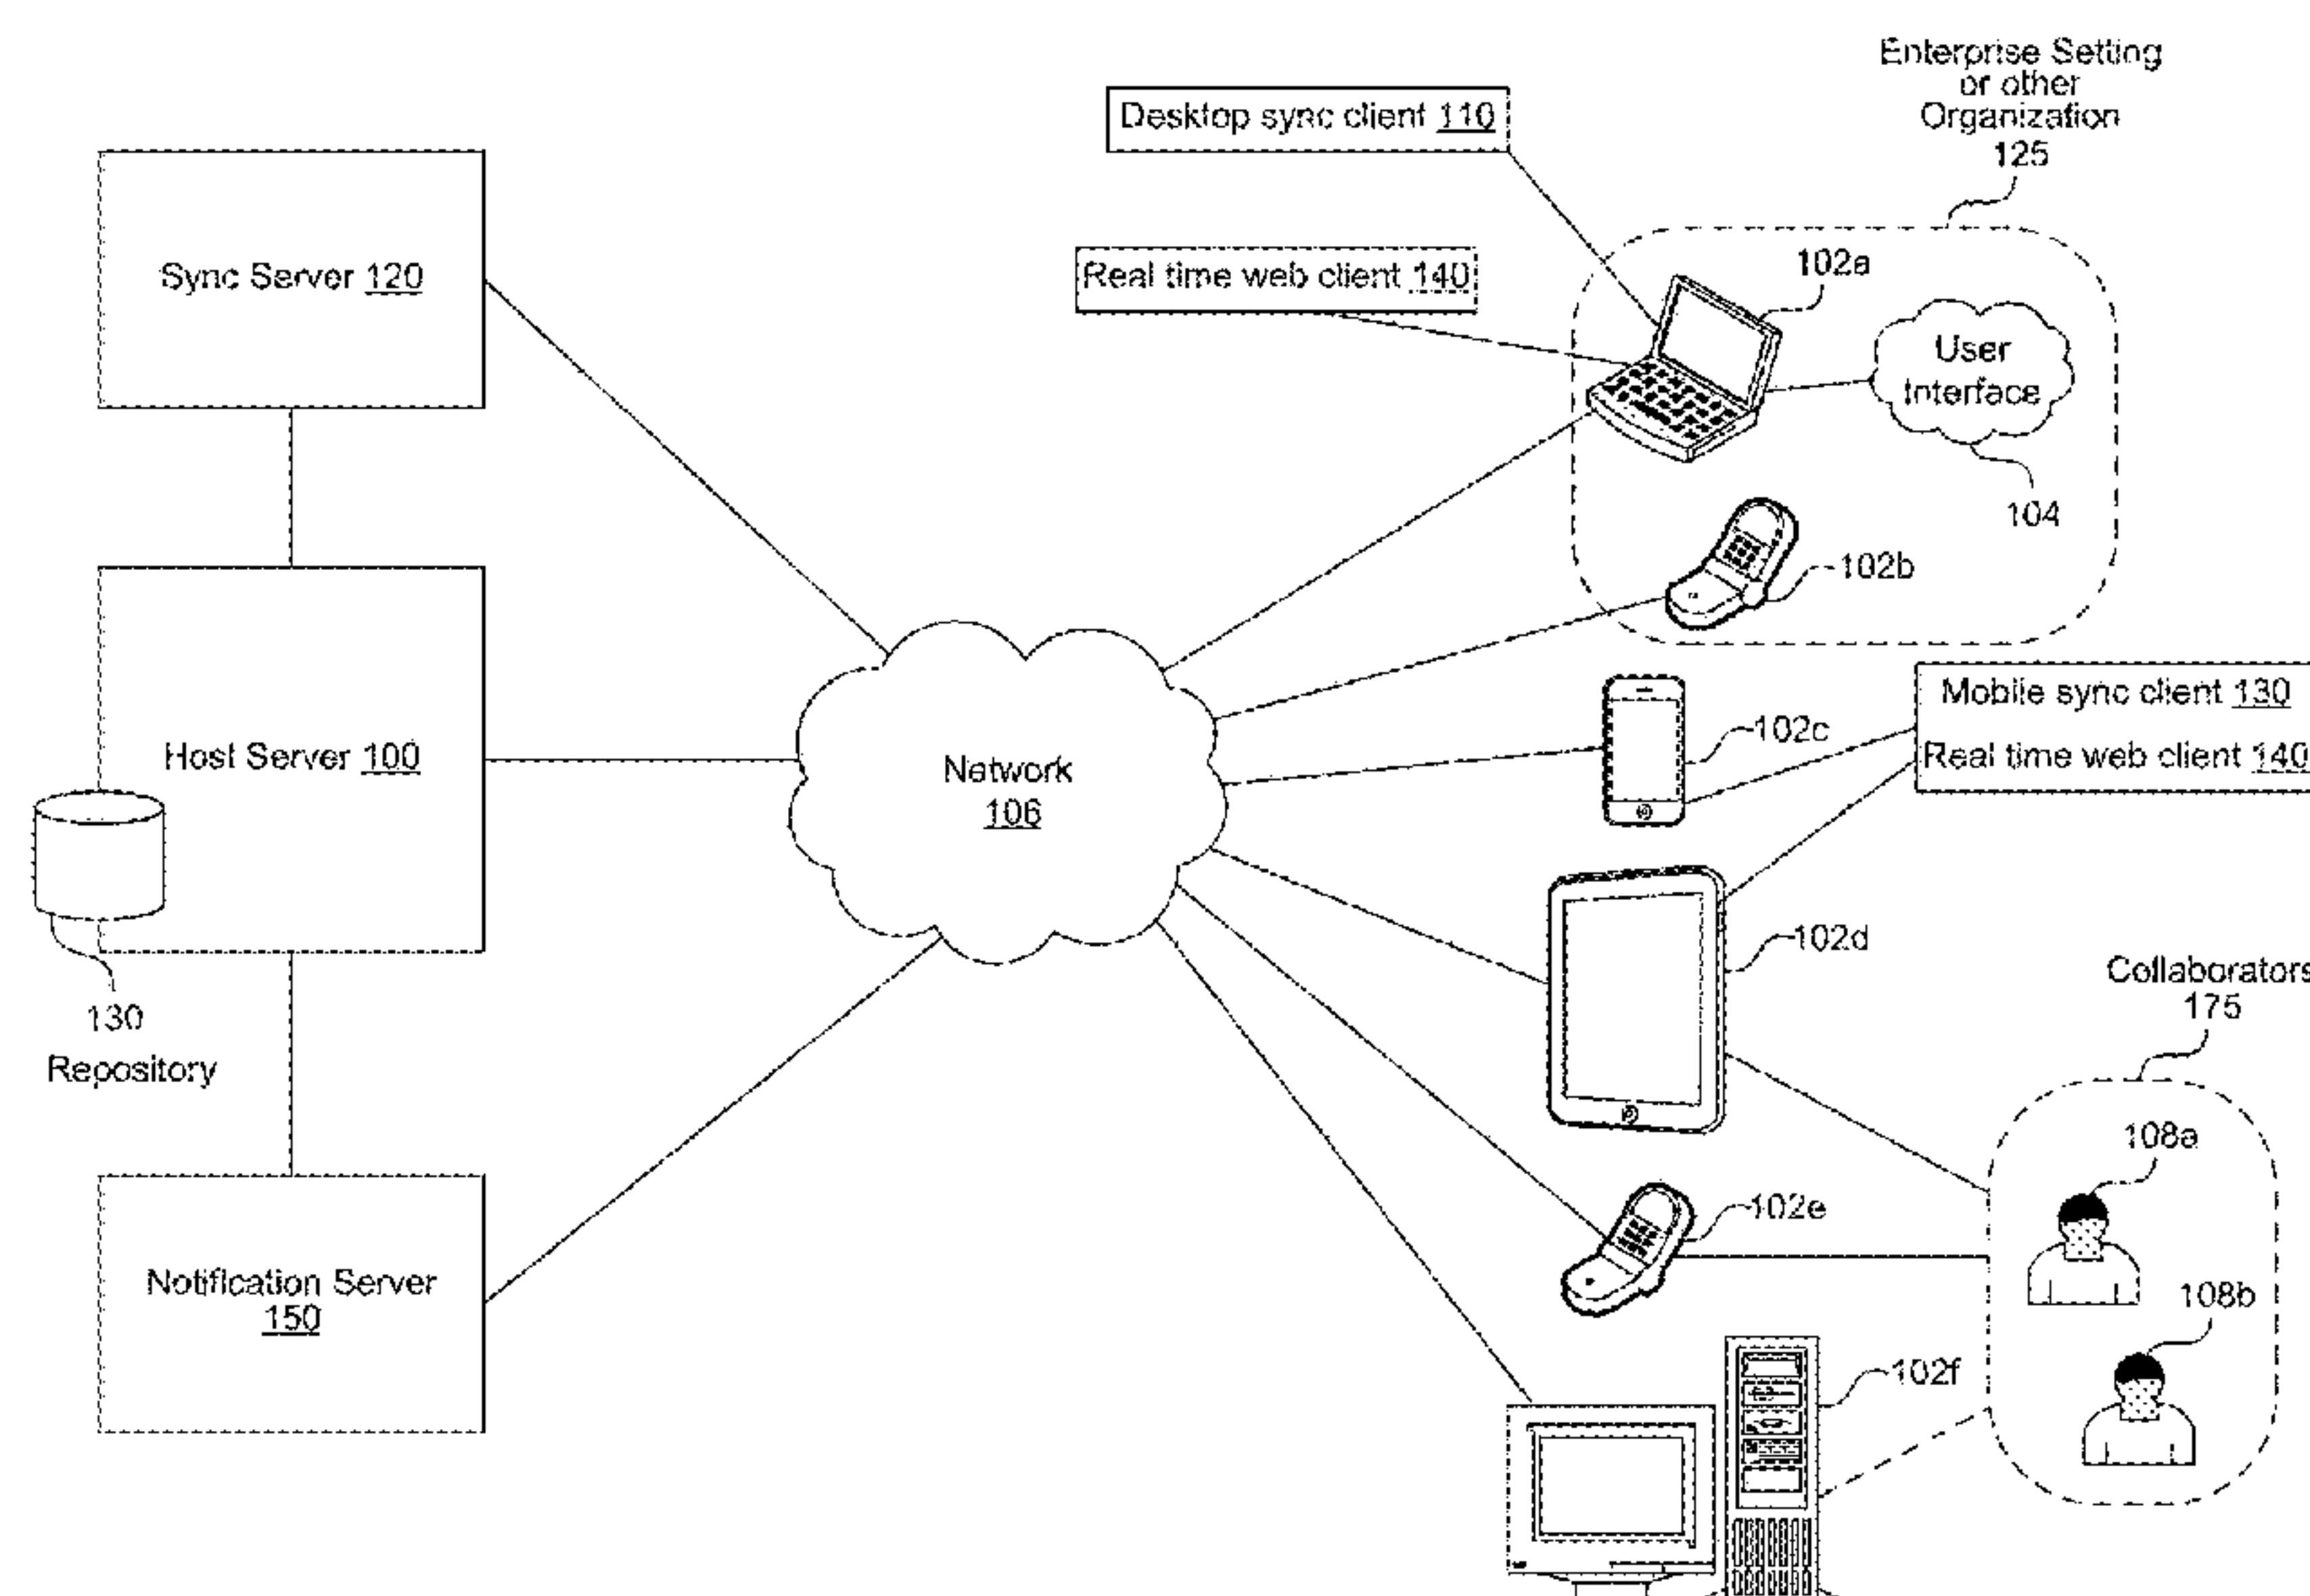 Enterprise Setting
or other
Organization
125
Desktop sync client 110
102a
Real time web client 140
Sync Server 120
User
Interface
104
102b
Mobile sync client 130
102c
Real time web client 140
Host Server 100
Network
106
102d
Collaborators
175
130
Repository
108a
102e
Notification Server
150
108b
102f